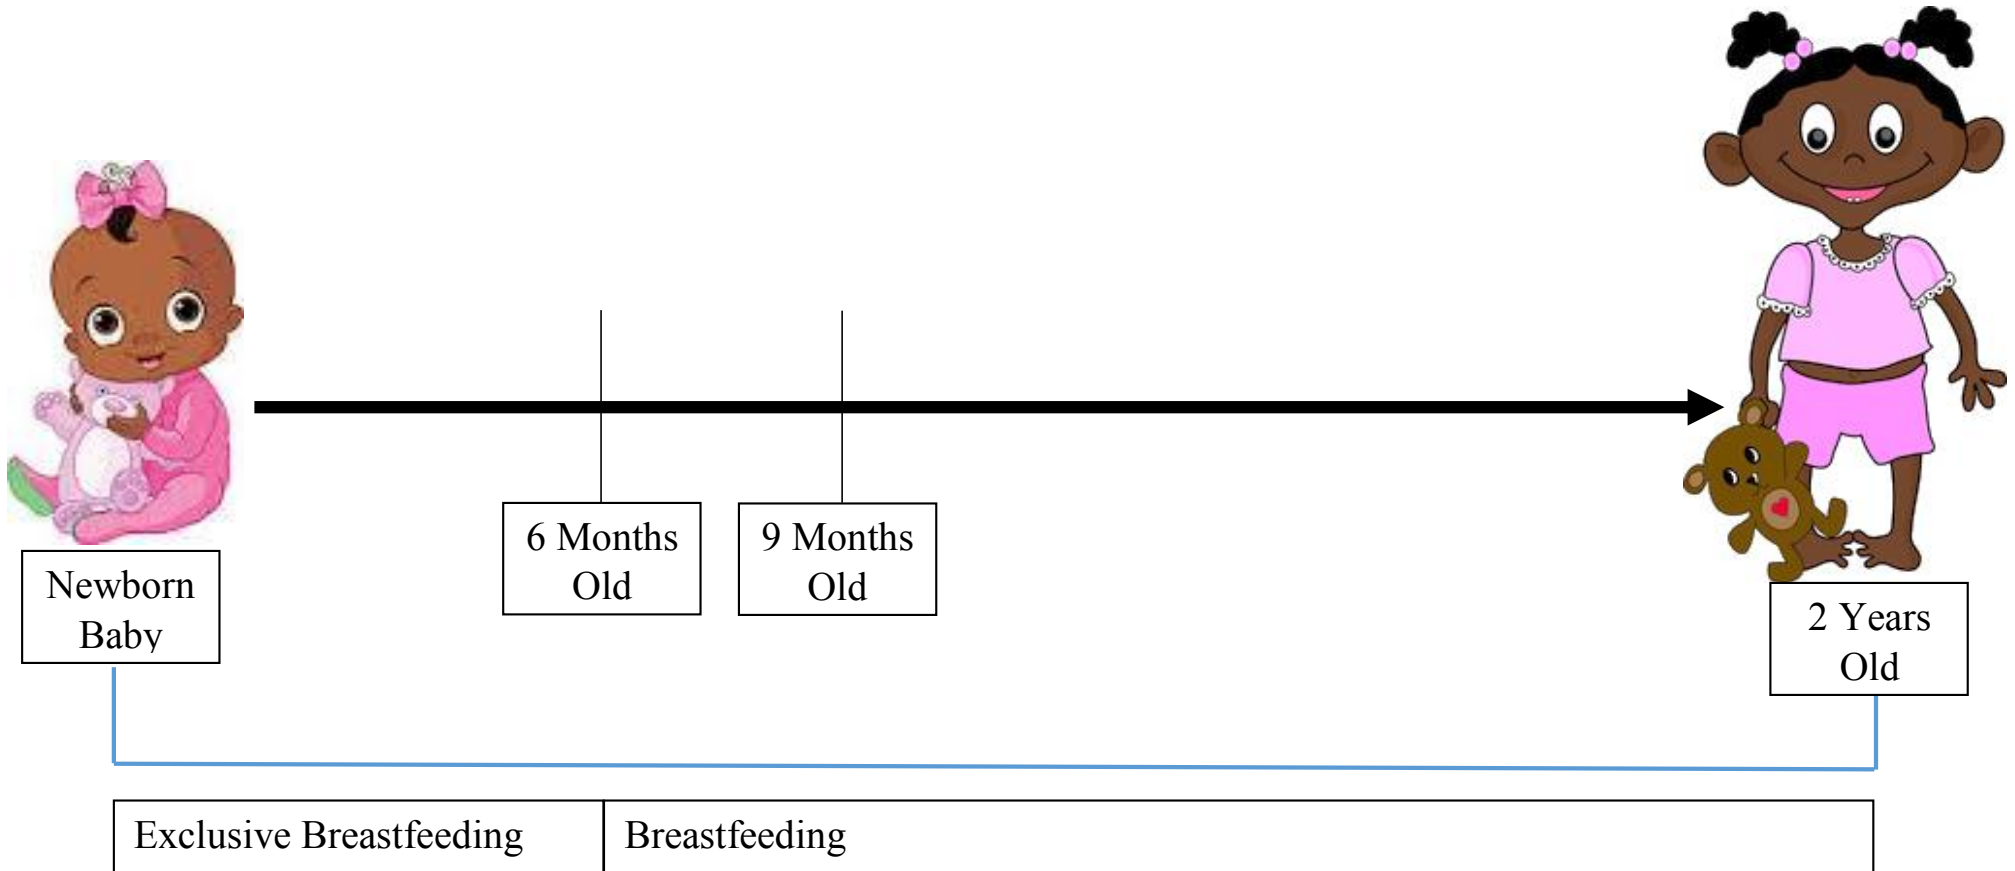 6 Months
Old
9 Months
Old
Newborn
Baby
2 Years
Old
Exclusive Breastfeeding
Breastfeeding